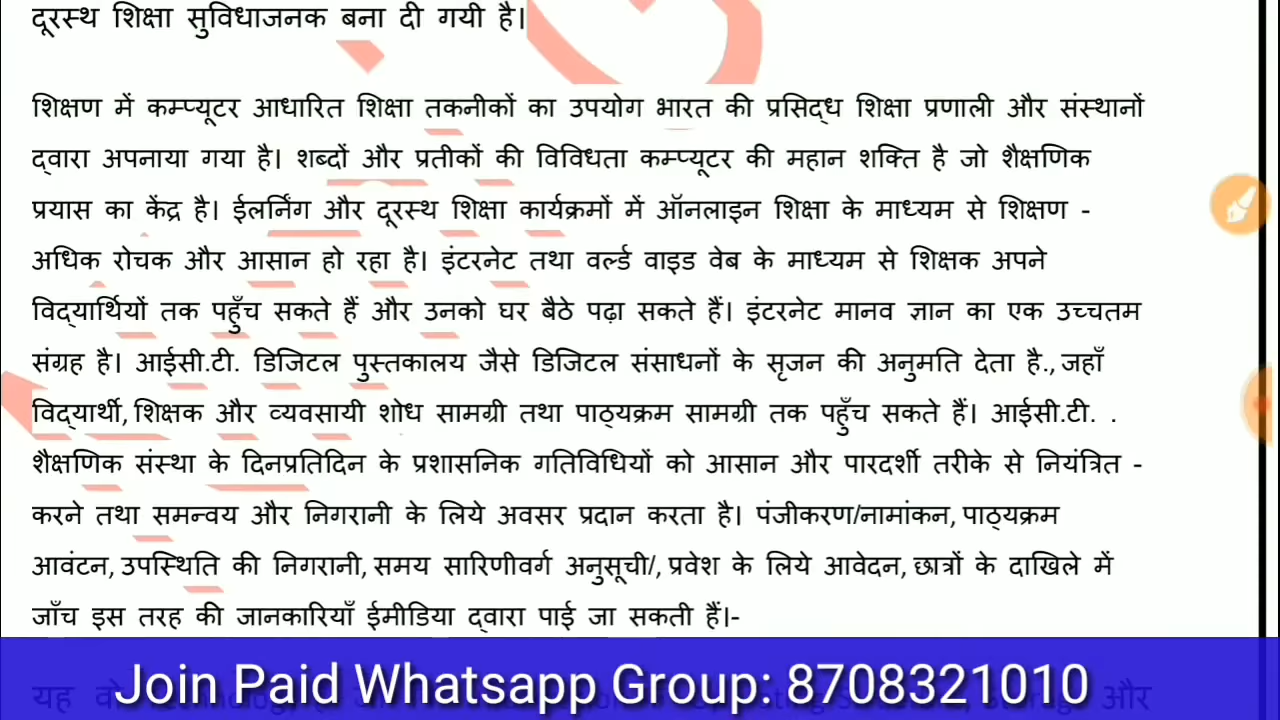 दूरस्थ शिक्षा सुविधाजनक बना दी गयी है।
शिक्षण में कम्प्यूटर आधारित शिक्षा तकनीकों का उपयोग भारत की प्रसिद्ध शिक्षा प्रणाली और संस्थानों
द्वारा अपनाया गया है। शब्दों और प्रतीकों की विविधता कम्प्यूटर की महान शक्ति है जो शैक्षणिक
प्रयास का केंद्र है। ईलर्निंग और दूरस्थ शिक्षा कार्यक्रमों में ऑनलाइन शिक्षा के माध्यम से शिक्षण -
अधिक रोचक और आसान हो रहा है। इंटरनेट तथा वर्ल्ड वाइड वेब के माध्यम से शिक्षक अपने
विद्यार्थियों तक पहुँच सकते हैं और उनको घर बैठे पढ़ा सकते हैं। इंटरनेट मानव ज्ञान का एक उच्चतम
संग्रह है। आईसी.टी. डिजिटल पुस्तकालय जैसे डिजिटल संसाधनों के सृजन की अनुमति देता है., जहाँ
विद्यार्थी, शिक्षक और व्यवसायी शोध सामग्री तथा पाठ्यक्रम सामग्री तक पहुँच सकते हैं। आईसी.टी. .
शैक्षणिक संस्था के दिनप्रतिदिन के प्रशासनिक गतिविधियों को आसान और पारदर्शी तरीके से नियंत्रित -
करने तथा समन्वय और निगरानी के लिये अवसर प्रदान करता है। पंजीकरण/नामांकन, पाठ्यक्रम
आवंटन, उपस्थिति की निगरानी, समय सारिणीवर्ग अनुसूची/, प्रवेश के लिये आवेदन, छात्रों के दाखिले में
जाँच इस तरह की जानकारियाँ ईमीडिया द्वारा पाई जा सकती हैं।-
Join Paid Whatsapp Group: 8708321010
यह और